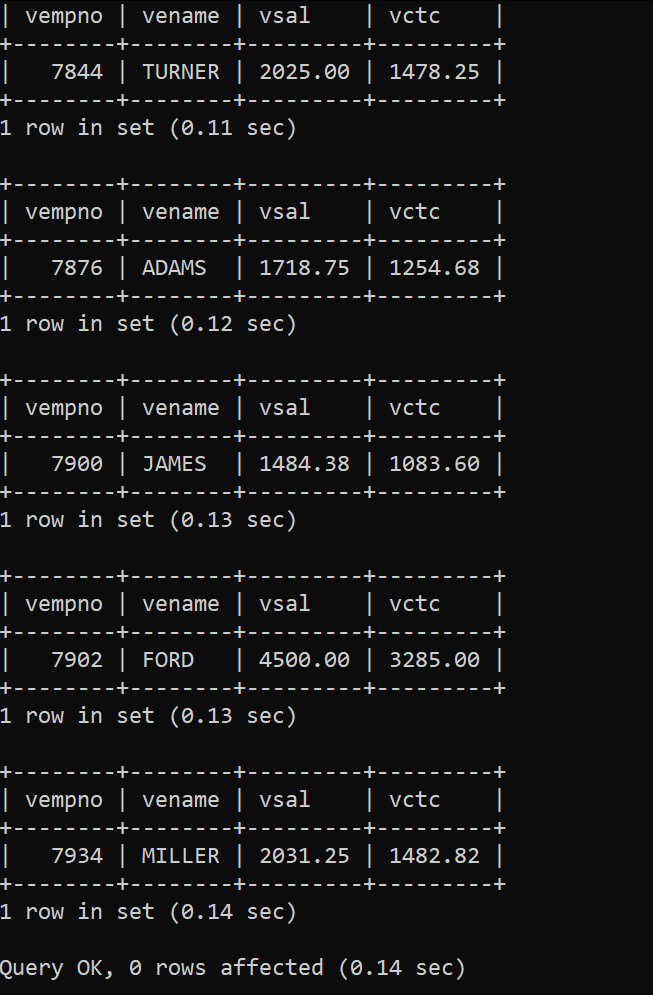 | vempno | vename | vsal    | vctc    |
+--------+--------+---------+---------+
|   7844 | TURNER | 2025.00 | 1478.25 |
+--------+--------+---------+---------+
1 row in set (0.11 sec)

+--------+--------+---------+---------+
| vempno | vename | vsal    | vctc    |
+--------+--------+---------+---------+
|   7876 | ADAMS  | 1718.75 | 1254.68 |
+--------+--------+---------+---------+
1 row in set (0.12 sec)

+--------+--------+---------+---------+
| vempno | vename | vsal    | vctc    |
+--------+--------+---------+---------+
|   7900 | JAMES  | 1484.38 | 1083.60 |
+--------+--------+---------+---------+
1 row in set (0.13 sec)

+--------+--------+---------+---------+
| vempno | vename | vsal    | vctc    |
+--------+--------+---------+---------+
|   7902 | FORD   | 4500.00 | 3285.00 |
+--------+--------+---------+---------+
1 row in set (0.13 sec)

+--------+--------+---------+---------+
| vempno | vename | vsal    | vctc    |
+--------+--------+---------+---------+
|   7934 | MILLER | 2031.25 | 1482.82 |
+--------+--------+---------+---------+
1 row in set (0.14 sec)

Query OK, 0 rows affected (0.14 sec)